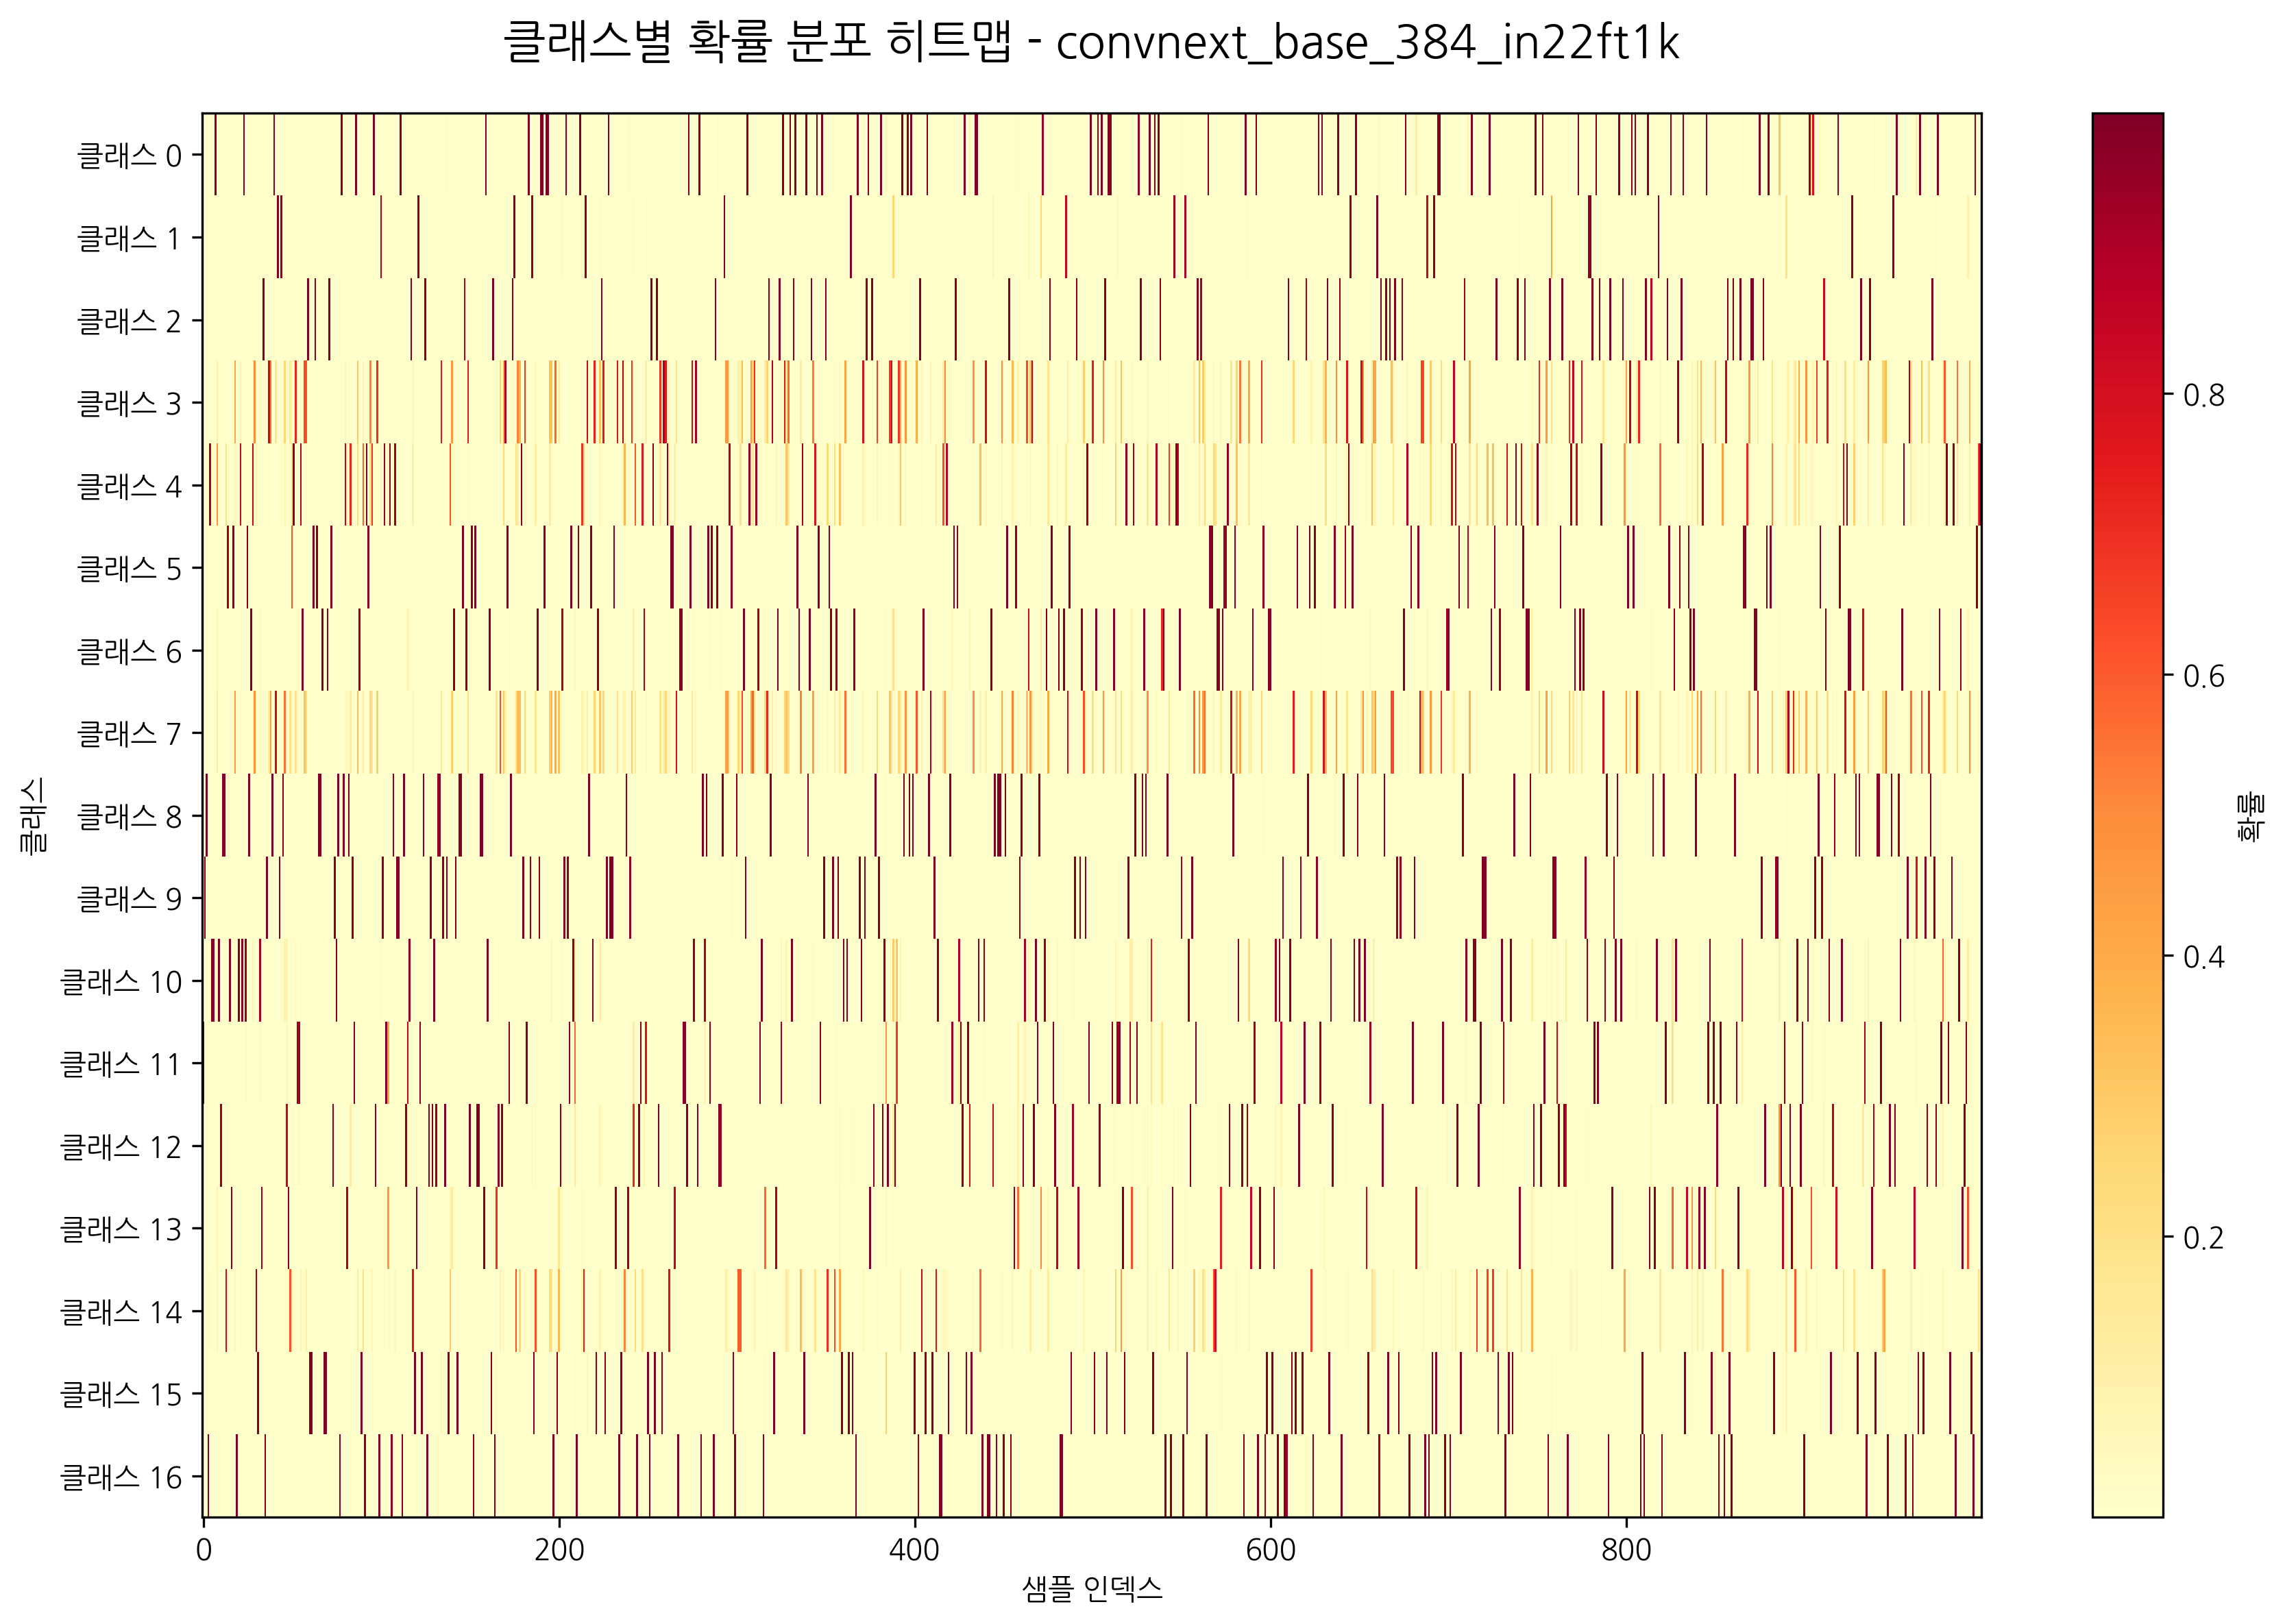 클래스별 확률 분포 히트맵 - convnext_base_384_in22ft1k
클래스 0
클래스 1
클래스 2
클래스 3
클래스 4
클래스 5
클래스 6
클래스 7
클래스 8
클래스 9
클래스 10
클래스 11
클래스 12
클래스 13
클래스 14
클래스 15
클래스 16
클래스
0
200
400
600
800
샘플 인덱스
0.8
0.6
0.4
0.2
확률